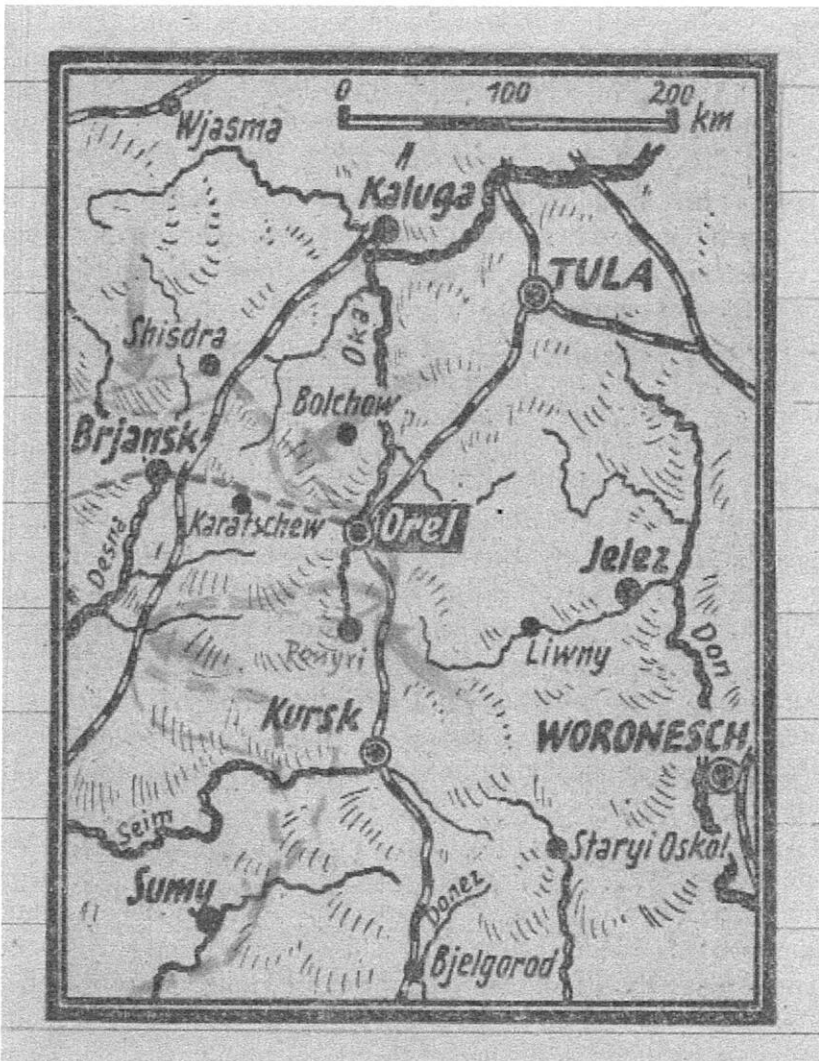 0 100 200 km
Wjasma
Kaluga
TULA
Shisdra
Oka
Bolchow
Brjansk
Karatschew
Orel
Desna
Jelez
Ponyri
Liwny
Don
Kursk
WORONESCH
Seim
Staryi Oskol
Sumy
Donez
Bjelgorod